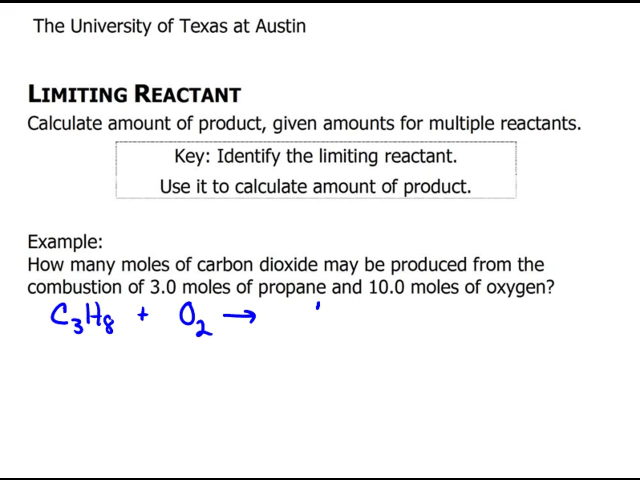 The University of Texas at Austin
LIMITING REACTANT
Calculate amount of product, given amounts for multiple reactants.
Key: Identify the limiting reactant.
Use it to calculate amount of product.
Example:
How many moles of carbon dioxide may be produced from the
combustion of 3.0 moles of propane and 10.0 moles of oxygen?
C₃H₈ + O₂ →